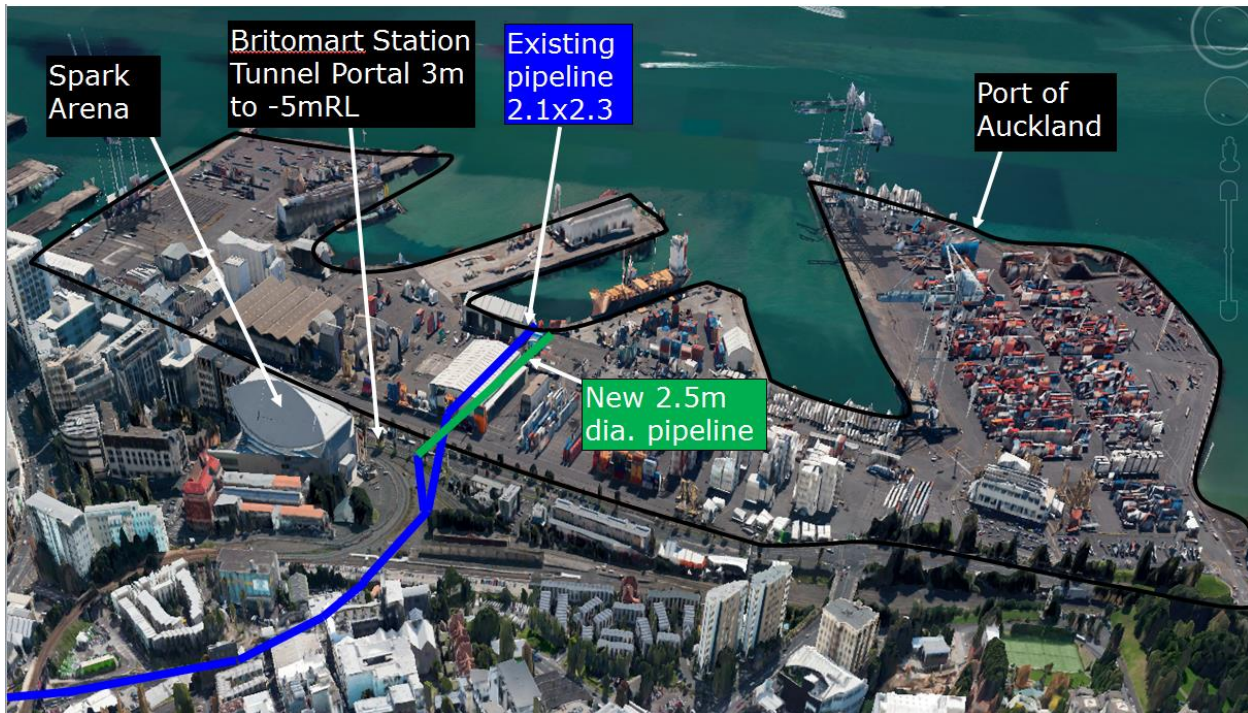 Spark
Arena
Britomart Station
Tunnel Portal 3m
to -5mRL
Existing
pipeline
2.1x2.3
Port of
Auckland
New 2.5m
dia. pipeline